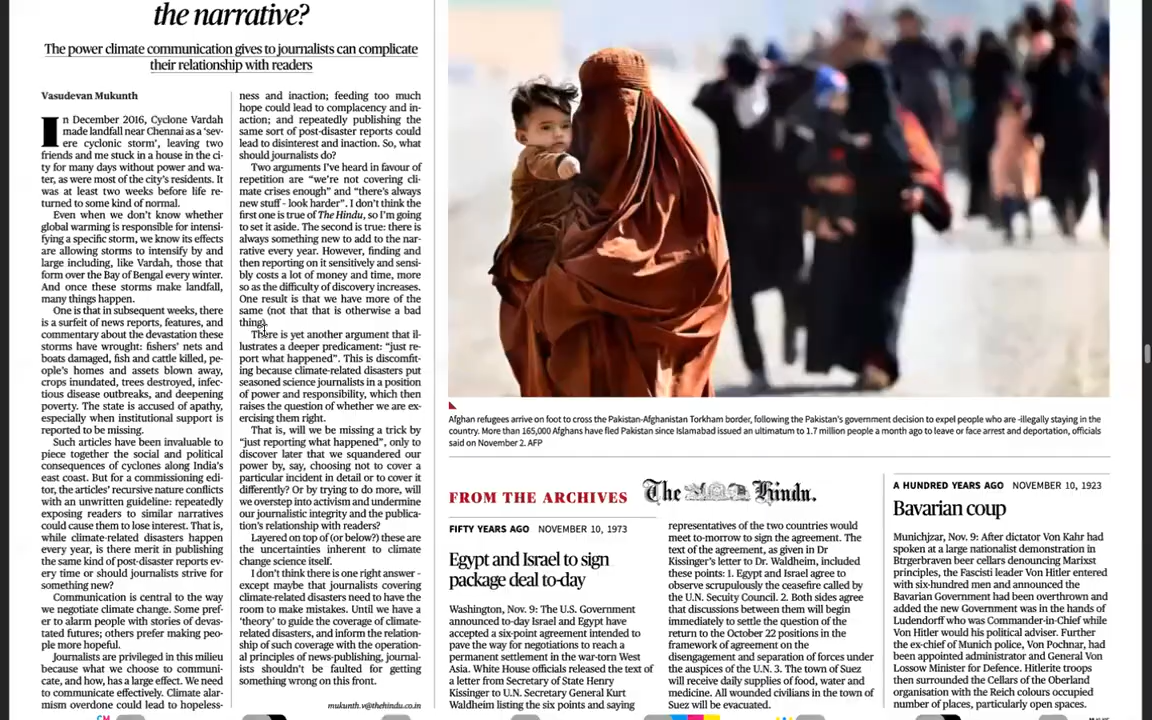 the narrative?
The power climate communication gives to journalists can complicate
their relationship with readers
Vasudevan Mukunth
In December 2016, Cyclone Vardah
made landfall near Chennai as a ‘sev-
ere cyclonic storm’, leaving two
friends and me stuck in a house in the ci-
ty for many days without power and wa-
ter, as were most of the city’s residents. It
was at least two weeks before life re-
turned to some kind of normal.
Even when we don’t know whether
global warming is responsible for intensi-
fying a specific storm, we know its effects
are allowing storms to intensify by and
large including, like Vardah, those that
form over the Bay of Bengal every winter.
And once these storms make landfall,
many things happen.
One is that in subsequent weeks, there
is a surfeit of news reports, features, and
commentary about the devastation these
storms have wrought: fishers’ nets and
boats damaged, fish and cattle killed, pe-
ople’s homes and assets blown away,
crops inundated, trees destroyed, infec-
tious disease outbreaks, and deepening
poverty. The state is accused of apathy,
especially when institutional support is
reported to be missing.
Such articles have been invaluable to
piece together the social and political
consequences of cyclones along India’s
east coast. But for a commissioning edi-
tor, the articles’ recursive nature conflicts
with an unwritten guideline: repeatedly
exposing readers to similar narratives
could cause them to lose interest. That is,
while climate-related disasters happen
every year, is there merit in publishing
the same kind of post-disaster reports ev-
ery time or should journalists strive for
something new?
Communication is central to the way
we negotiate climate change. Some pref-
er to alarm people with stories of devas-
tated futures; others prefer making peo-
ple more hopeful.
Journalists are privileged in this milieu
because what we choose to communi-
cate, and how, has a large effect. We need
to communicate effectively. Climate alar-
mism overdone could lead to hopeless-
ness and inaction; feeding too much
hope could lead to complacency and in-
action; and repeatedly publishing the
same sort of post-disaster reports could
lead to disinterest and inaction. So, what
should journalists do?
Two arguments I’ve heard in favour of
repetition are “we’re not covering cli-
mate crises enough” and “there’s always
new stuff - look harder”. I don’t think the
first one is true of The Hindu, so I’m going
to set it aside. The second is true: there is
always something new to add to the nar-
rative every year. However, finding and
then reporting on it sensitively and sensi-
bly costs a lot of money and time, more
so as the difficulty of discovery increases.
One result is that we have more of the
same (not that that is otherwise a bad
thing).
There is yet another argument that il-
lustrates a deeper predicament: “just re-
port what happened”. This is discomfit-
ing because climate-related disasters put
seasoned science journalists in a position
of power and responsibility, which then
raises the question of whether we are ex-
ercising them right.
That is, will we be missing a trick by
“just reporting what happened”, only to
discover later that we squandered our
power by, say, choosing not to cover a
particular incident in detail or to cover it
differently? Or by trying to do more, will
we overstep into activism and undermine
our journalistic integrity and the publica-
tion’s relationship with readers?
Layered on top of (or below?) these are
the uncertainties inherent to climate
change science itself.
I don’t think there is one right answer -
except maybe that journalists covering
climate-related disasters need to have the
room to make mistakes. Until we have a
‘theory’ to guide the coverage of climate-
related disasters, and inform the relation-
ship of such coverage with the operation-
al principles of news-publishing, journal-
ists shouldn’t be faulted for getting
something wrong on this front.
mukunth.v@thehindu.co.in
Afghan refugees arrive on foot to cross the Pakistan-Afghanistan Torkham border, following the Pakistan’s government decision to expel people who are -illegally staying in the
country. More than 165,000 Afghans have fled Pakistan since Islamabad issued an ultimatum to 1.7 million people a month ago to leave or face arrest and deportation, officials
said on November 2. AFP
FROM THE ARCHIVES The Hindu.
FIFTY YEARS AGO NOVEMBER 10, 1973
Egypt and Israel to sign
package deal to-day
Washington, Nov. 9: The U.S. Government
announced to-day Israel and Egypt have
accepted a six-point agreement intended to
pave the way for negotiations to reach a
permanent settlement in the war-torn West
Asia. White House officials released the text of
a letter from Secretary of State Henry
Kissinger to U.N. Secretary General Kurt
Waldheim listing the six points and saying
representatives of the two countries would
meet to-morrow to sign the agreement. The
text of the agreement, as given in Dr
Kissinger’s letter to Dr. Waldheim, included
these points: 1. Egypt and Israel agree to
observe scrupulously the ceasefire called by
the U.N. Secuity Council. 2. Both sides agree
that discussions between them will begin
immediately to settle the question of the
return to the October 22 positions in the
framework of agreement on the
disengagement and separation of forces under
the auspices of the U.N. 3. The town of Suez
will receive daily supplies of food, water and
medicine. All wounded civilians in the town of
Suez will be evacuated.
A HUNDRED YEARS AGO NOVEMBER 10, 1923
Bavarian coup
Munichjzar, Nov. 9: After dictator Von Kahr had
spoken at a large nationalist demonstration in
Btrgerbraven beer cellars denouncing Marixst
principles, the Fascisti leader Von Hitler entered
with six-hundred men and announced the
Bavarian Government had been overthrown and
added the new Government was in the hands of
Ludendorff who was Commander-in-Chief while
Von Hitler would his political adviser. Further
the ex-chief of Munich police, Von Pochnar, had
been appointed administrator and General Von
Lossow Minister for Defence. Hitlerite troops
then surrounded the Cellars of the Oberland
organisation with the Reich colours occupied
number of places, particularly open spaces.